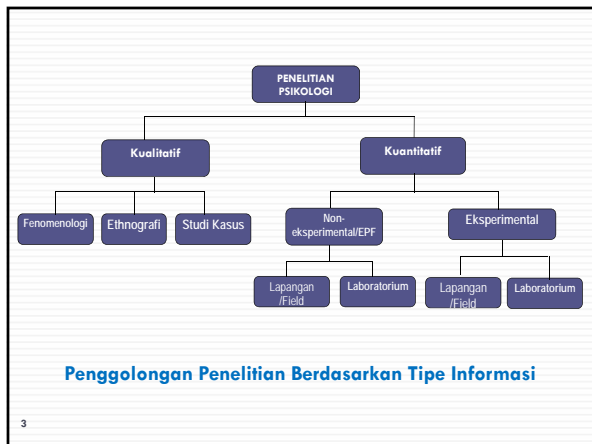 PENELITIAN
PSIKOLOGI
Kualitatif
Kuantitatif
Fenomenologi
Ethnografi
Studi Kasus
Non-
eksperimental/EPF
Eksperimental
Lapangan
/Field
Laboratorium
Lapangan
/Field
Laboratorium
Penggolongan Penelitian Berdasarkan Tipe Informasi
3